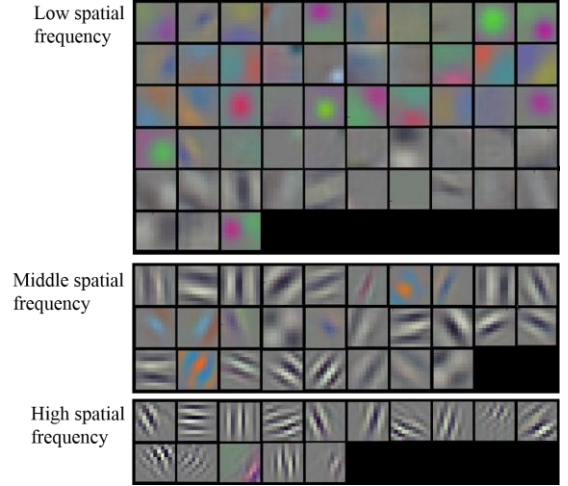 Low spatial
frequency
Middle spatial
frequency
High spatial
frequency